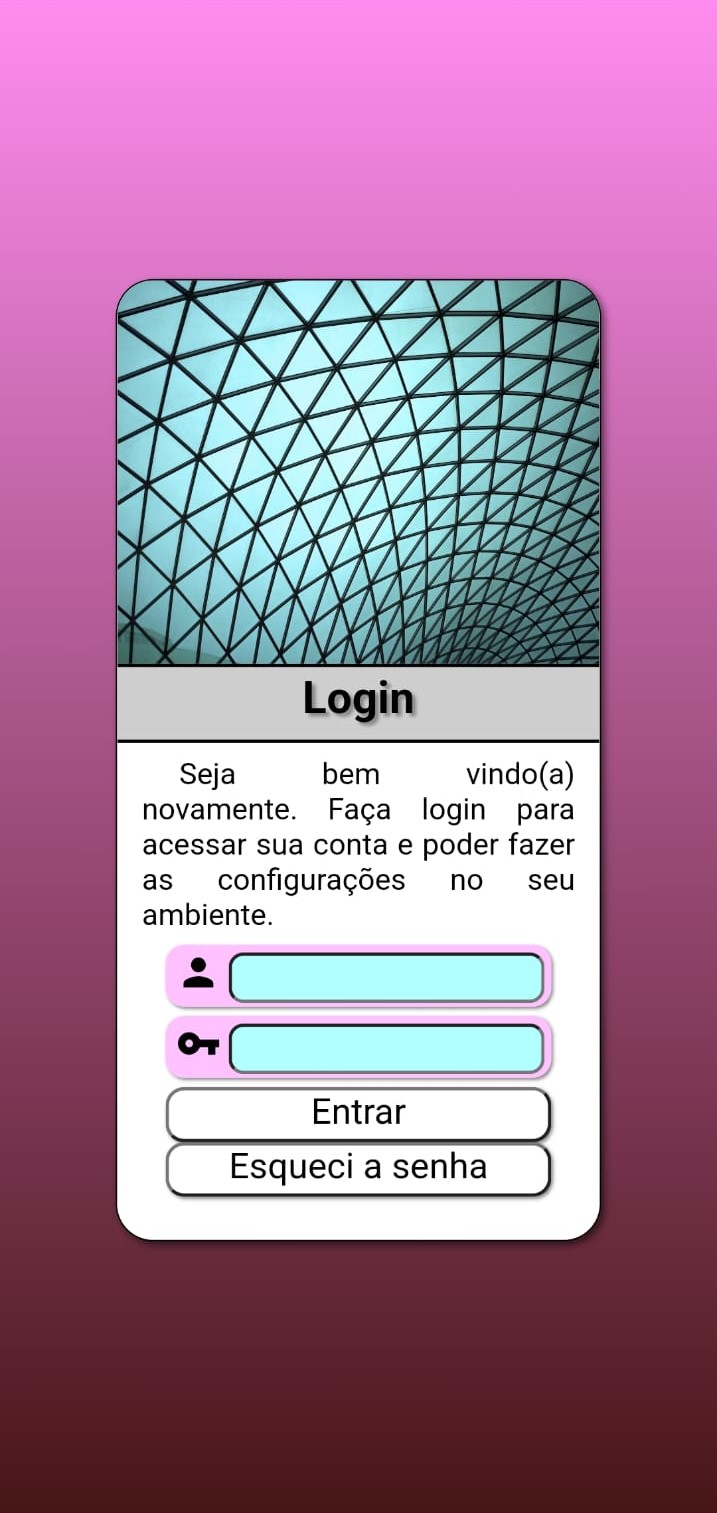 Login
Seja bem vindo(a)
novamente. Faça login para
acessar sua conta e poder fazer
as configurações no seu
ambiente.
Entrar
Esqueci a senha